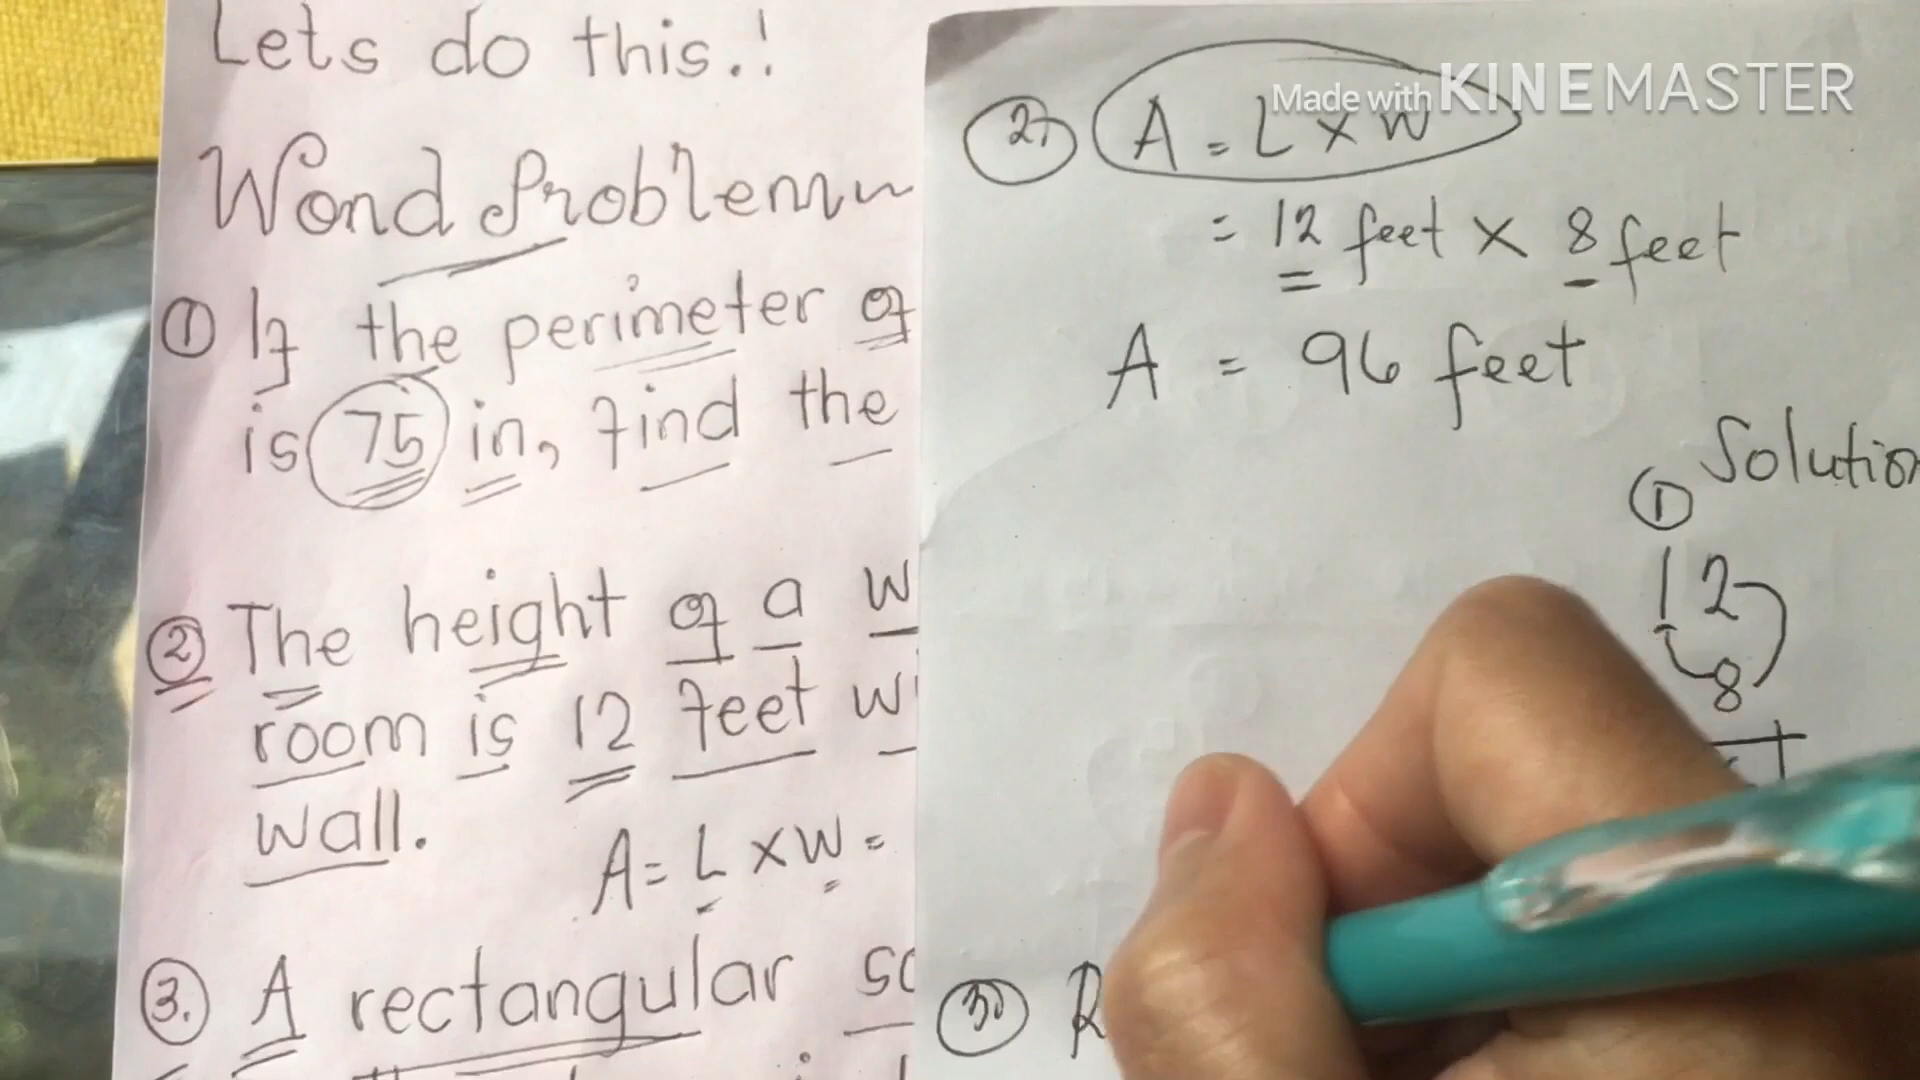 Lets do this.!
Word Problem
① If the perimeter of
is 75 in, find the
② The height of a w
room is 12 feet w
wall.
A = L x W =
3. A rectangular sc
Made with KINEMASTER
2. A = L x W
= 12 feet x 8 feet
A = 96 feet
Solution
①
12
8
3. R